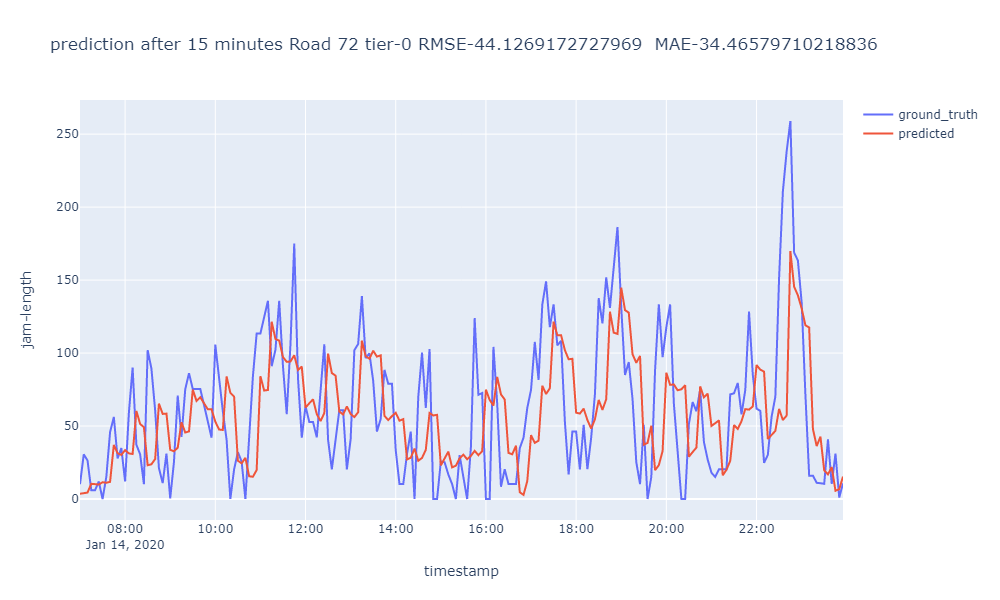 prediction after 15 minutes Road 72 tier-0 RMSE-44.1269172727969  MAE-34.46579710218836
ground_truth
predicted
250
200
150
100
50
0
jam-length
08:00
10:00
12:00
14:00
16:00
18:00
20:00
22:00
Jan 14, 2020
timestamp